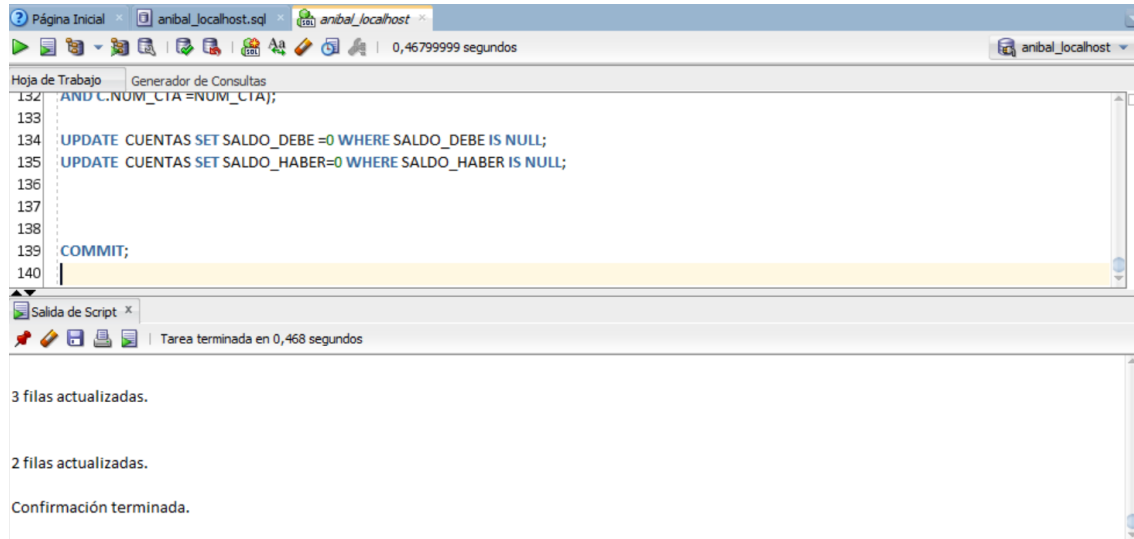 Página Inicial anibal_localhost.sql anibal_localhost
0,46799999 segundos anibal_localhost
Hoja de Trabajo Generador de Consultas
132 AND C.NUM_CTA =NUM_CTA);
133
134 UPDATE CUENTAS SET SALDO_DEBE =0 WHERE SALDO_DEBE IS NULL;
135 UPDATE CUENTAS SET SALDO_HABER=0 WHERE SALDO_HABER IS NULL;
136
137
138
139 COMMIT;
140
Salida de Script
Tarea terminada en 0,468 segundos
3 filas actualizadas.
2 filas actualizadas.
Confirmación terminada.